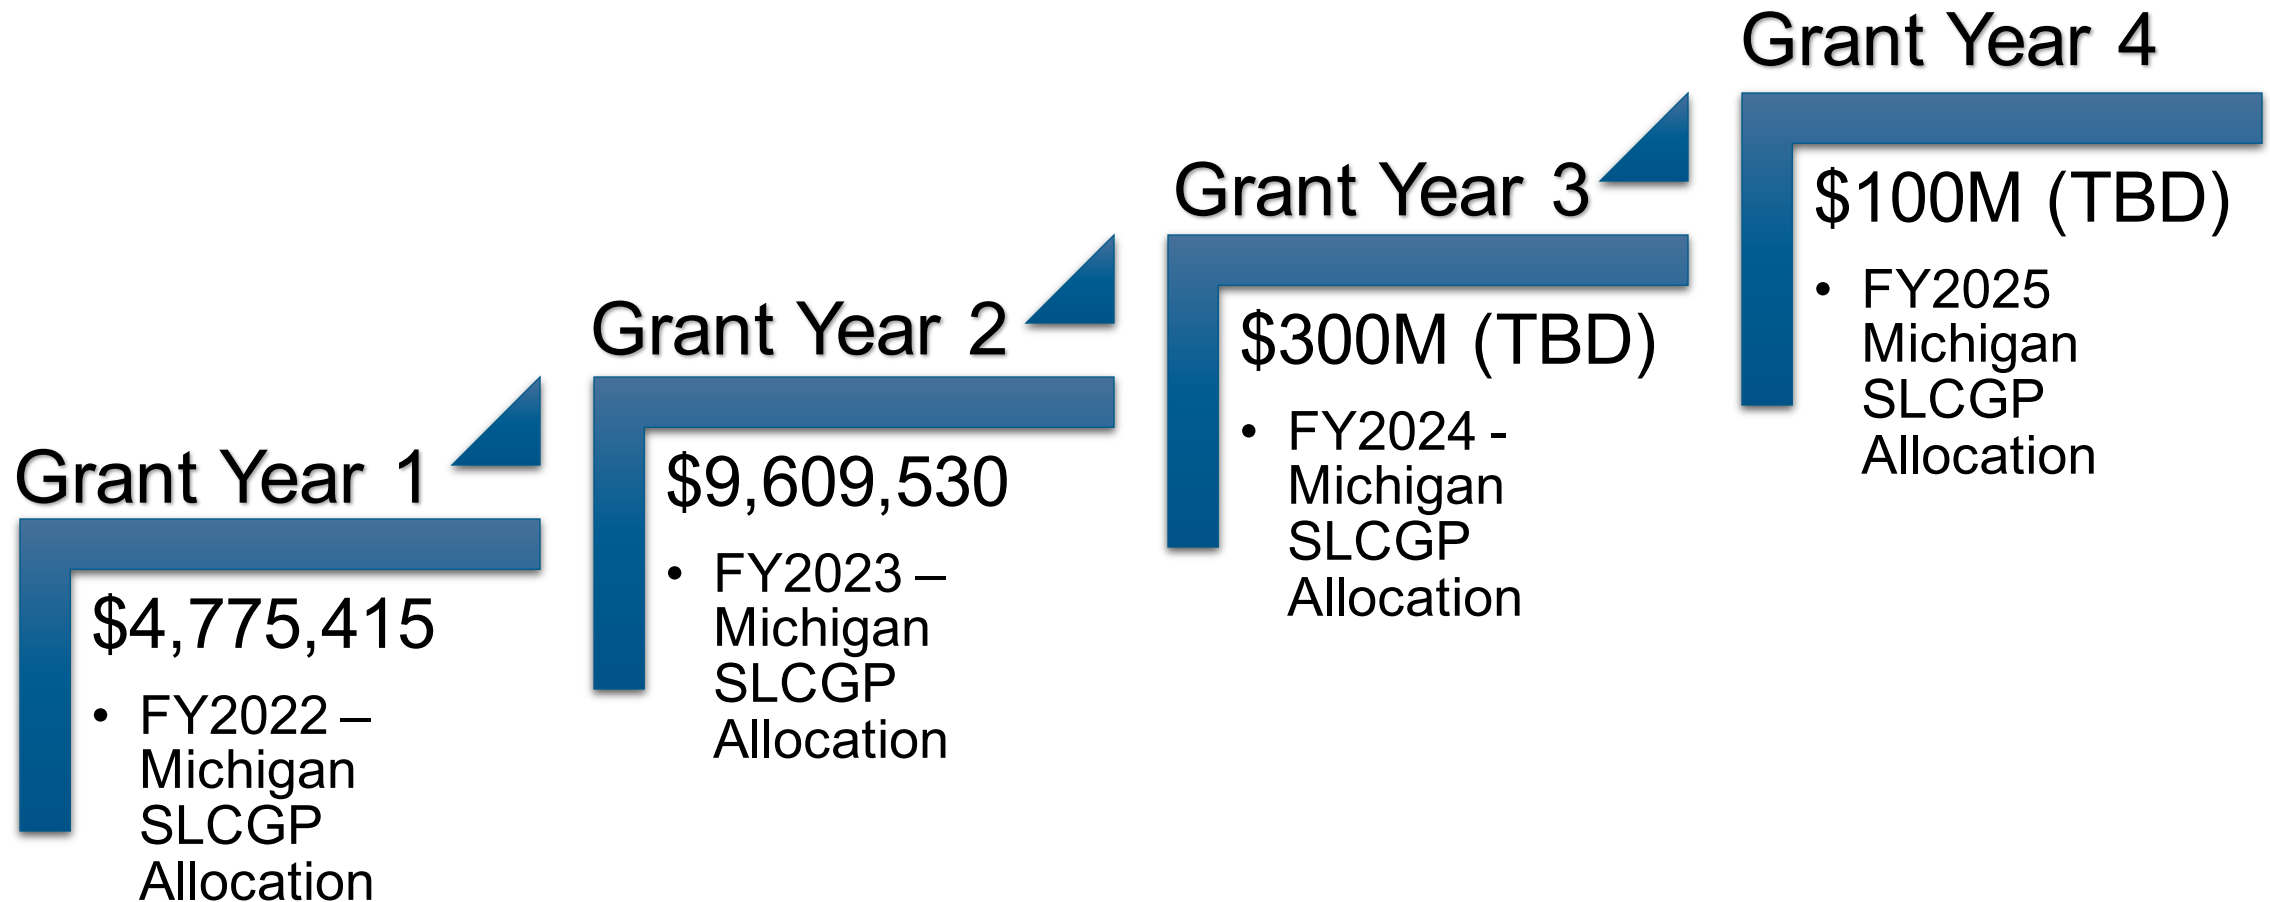 Grant Year 1
$4,775,415
• FY2022 –
Michigan
SLCGP
Allocation
Grant Year 2
$9,609,530
• FY2023 –
Michigan
SLCGP
Allocation
Grant Year 3
$300M (TBD)
• FY2024 -
Michigan
SLCGP
Allocation
Grant Year 4
$100M (TBD)
• FY2025
Michigan
SLCGP
Allocation